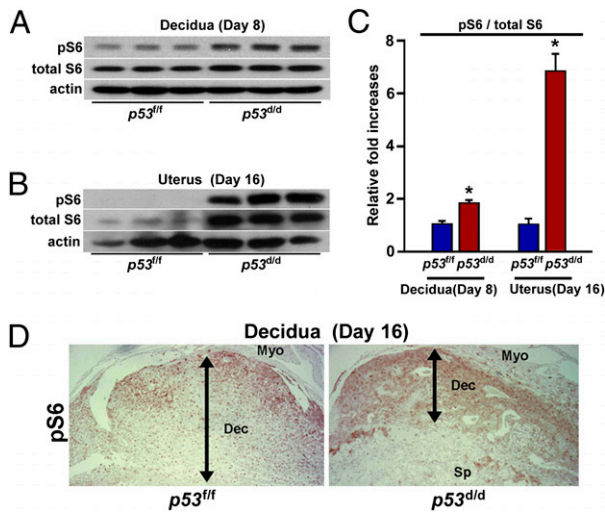 A
Decidua (Day 8)
pS6
total S6
actin
p53f/f p53d/d
B
Uterus (Day 16)
pS6
total S6
actin
p53f/f p53d/d
C
pS6 / total S6
Relative fold increases
8
6
4
2
0
*
*
p53f/f p53d/d p53f/f p53d/d
Decidua(Day 8) Uterus(Day 16)
D
Decidua (Day 16)
pS6
Myo
Dec
Myo
Dec
Sp
p53f/f p53d/d